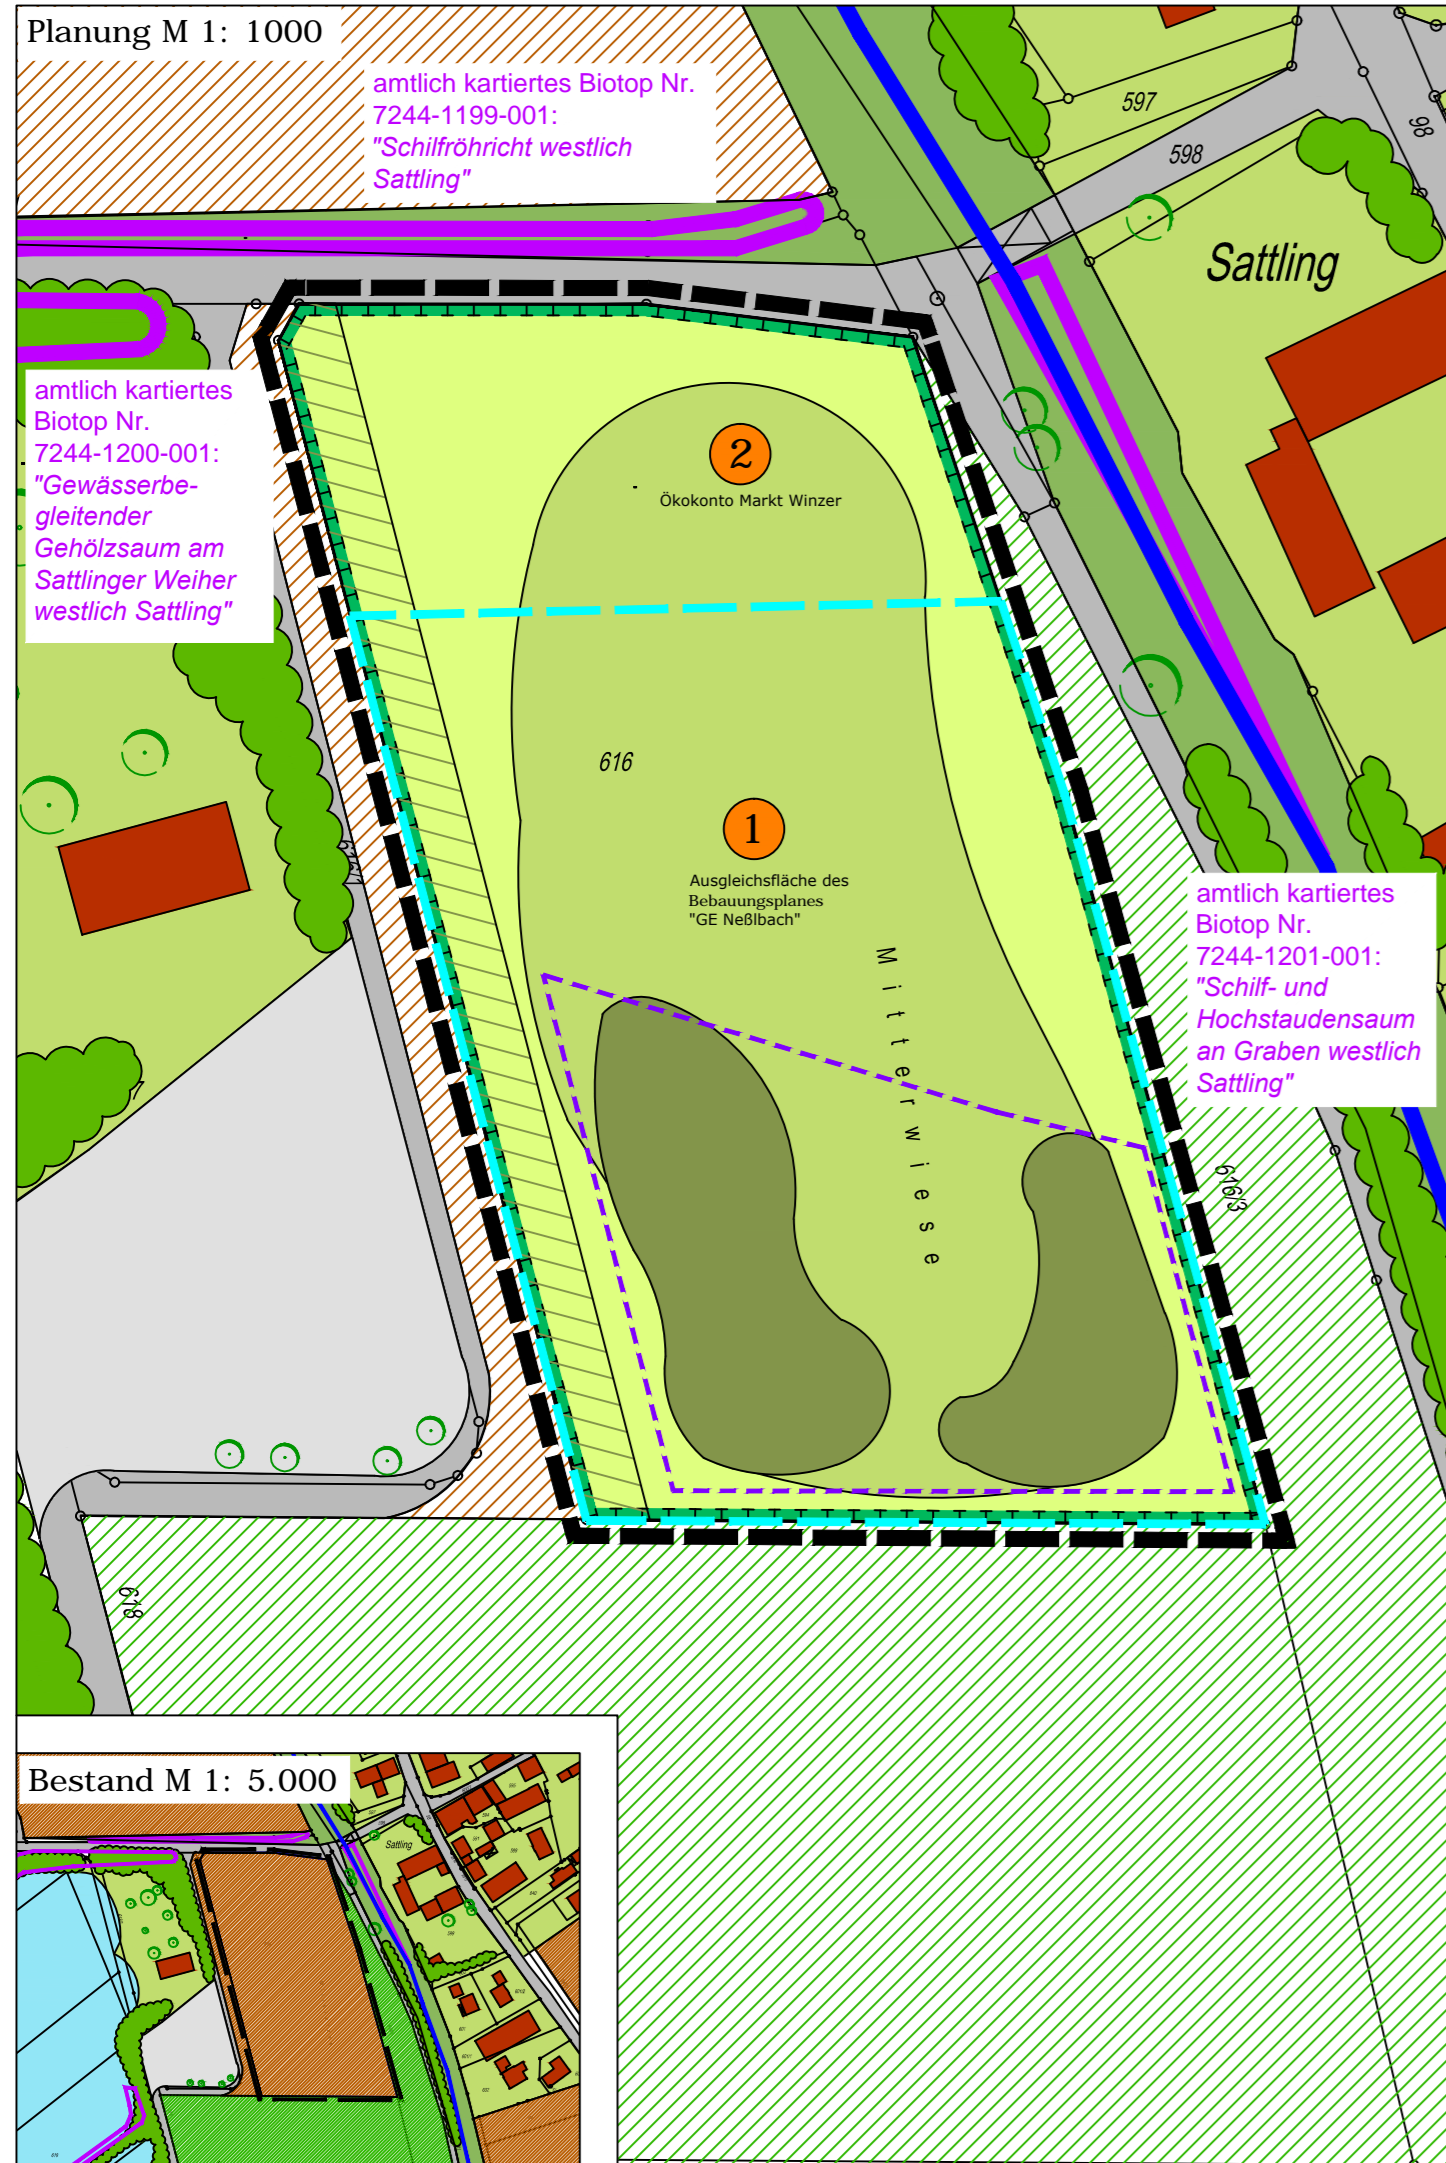 Planung M 1: 1000
amtlich kartiertes Biotop Nr.
7244-1199-001:
"Schilfröhricht westlich
Sattling"
597
598
98
Sattling
amtlich kartiertes
Biotop Nr.
7244-1200-001:
"Gewässerbe-
gleitender
Gehölzsaum am
Sattlinger Weiher
westlich Sattling"
2
Ökokonto Markt Winzer
616
1
Ausgleichsfläche des
Bebauungsplanes
"GE Neßlbach"
Mitterwiese
amtlich kartiertes
Biotop Nr.
7244-1201-001:
"Schilf- und
Hochstaudensaum
an Graben westlich
Sattling"
616/3
618
Bestand M 1: 5.000
Sattling